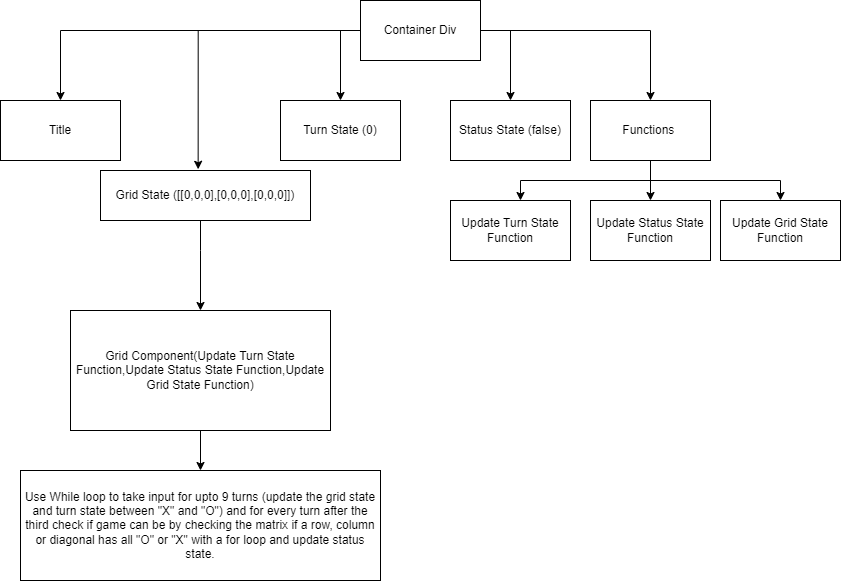 Container Div
Title
Turn State (0)
Status State (false)
Functions
Grid State ([[0,0,0],[0,0,0],[0,0,0]])
Update Turn State
Function
Update Status State
Function
Update Grid State
Function
Grid Component(Update Turn State
Function,Update Status State Function,Update
Grid State Function)
Use While loop to take input for upto 9 turns (update the grid state
and turn state between "X" and "O") and for every turn after the
third check if game can be by checking the matrix if a row, column
or diagonal has all "O" or "X" with a for loop and update status
state.